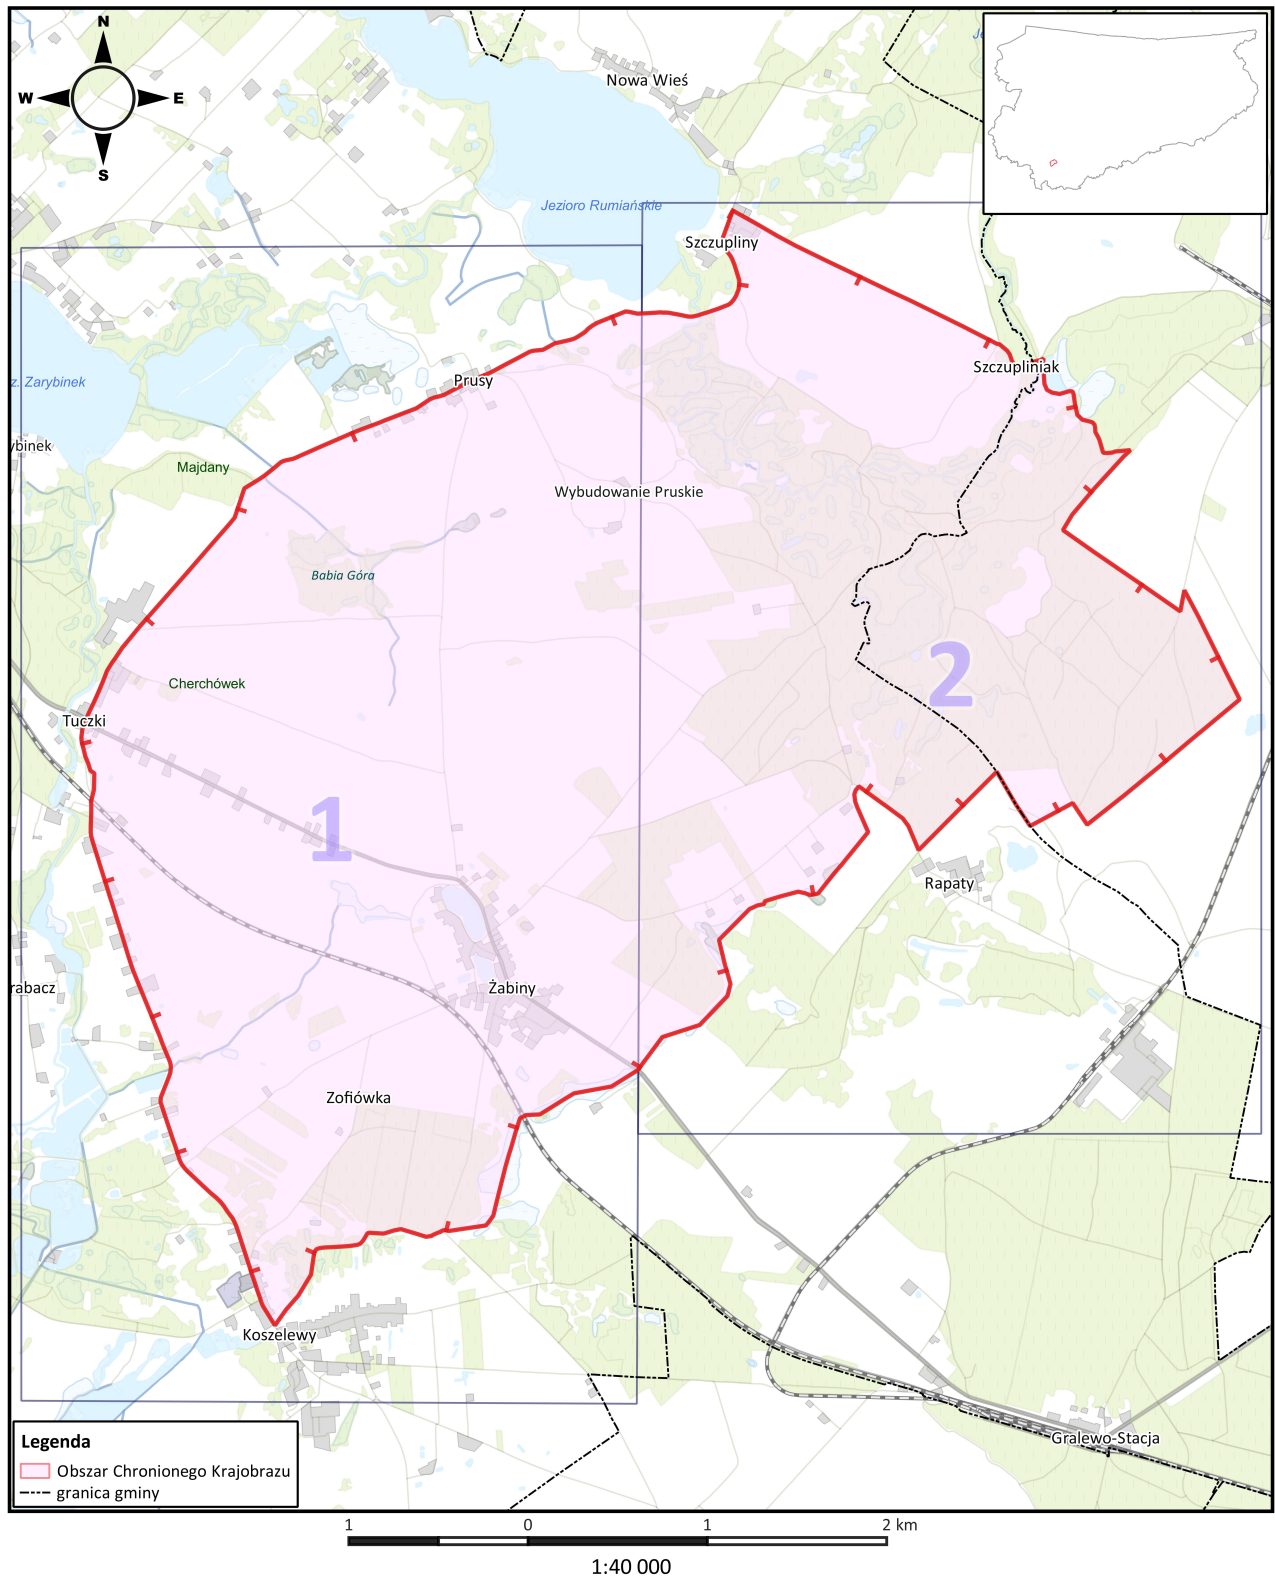 N
W
E
S
Nowa Wieś
Jezioro Rumiańskie
Szczupliny
Szczupliniak
z. Zarybinek
Prusy
ybinek
Majdany
Wybudowanie Pruskie
Babia Góra
Cherchówek
2
Tuczki
1
Rapaty
rabacz
Żabiny
Zofiówka
Koszelewy
Gralewo-Stacja
Legenda
Obszar Chronionego Krajobrazu
granica gminy
1 0 1 2 km
1:40 000